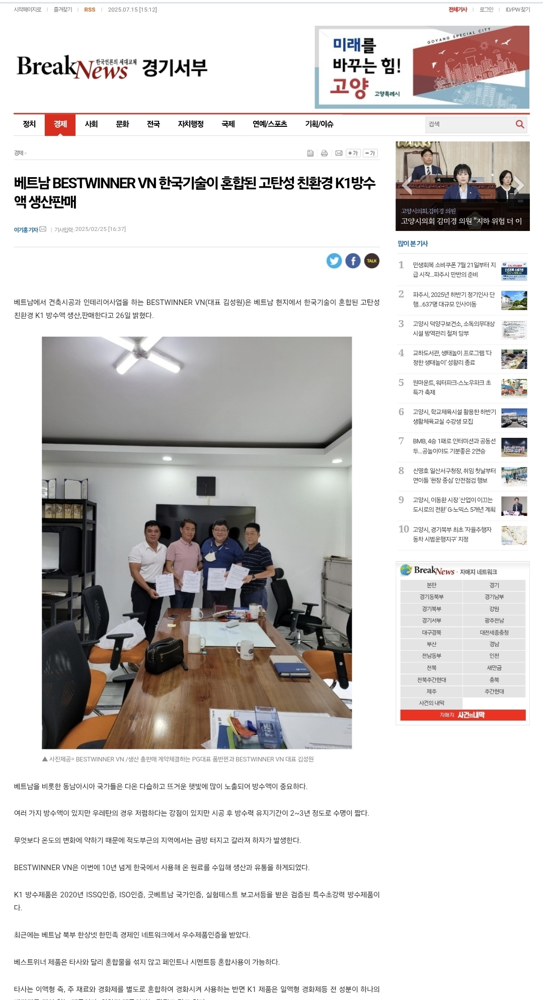 시작페이지로 | 즐겨찾기 | RSS | 2025.07.15 [15:12]
전체기사 | 로그인 | ID/PW 찾기
BreakNews 한국언론의 세대교체 경기서부
GOYANG SPECIAL CITY
미래를
바꾸는 힘!
고양 고양특례시
정치 경제 사회 문화 전국 자치행정 국제 연예/스포츠 기획/이슈
검색
경제 >
+가 -가
베트남 BESTWINNER VN 한국기술이 혼합된 고탄성 친환경 K1방수
액 생산판매
이기홍 기자 | 기사입력 : 2025/02/25 [16:37]
TALK
베트남에서 건축시공과 인테리어사업을 하는 BESTWINNER VN(대표 김성원)은 베트남 현지에서 한국기술이 혼합된 고탄성
친환경 K1 방수액 생산,판매한다고 26일 밝혔다.
▲ 사진제공= BESTWINNER VN /생산 총판매 계약체결하는 PG대표 품반뀐과 BESTWINNER VN 대표 김성원
베트남을 비롯한 동남아시아 국가들은 다온 다습하고 뜨거운 햇빛에 많이 노출되어 방수액이 중요하다.
여러 가지 방수액이 있지만 우레탄의 경우 저렴하다는 강점이 있지만 시공 후 방수력 유지기간이 2~3년 정도로 수명이 짧다.
무엇보다 온도의 변화에 약하기 때문에 적도부근의 지역에서는 금방 터지고 갈라져 하자가 발생한다.
BESTWINNER VN은 이번에 10년 넘게 한국에서 사용해 온 원료를 수입해 생산과 유통을 하게되었다.
K1 방수제품은 2020년 ISSQ인증, ISO인증, 굿베트남 국가인증, 실험테스트 보고서등을 받은 검증된 특수초강력 방수제품이
다.
최근에는 베트남 북부 한상넷 한민족 경제인 네트워크에서 우수제품인증을 받았다.
베스트위너 제품은 타사와 달리 혼합물을 섞지 않고 페인트나 시멘트등 혼합사용이 가능하다.
타사는 이액형 즉, 주 재료와 경화제를 별도로 혼합하여 경화시켜 사용하는 반면 K1 제품은 일액형 경화제등 전 성분이 하나의
고양시의회,김미경 의원
고양시의회 김미경 의원 "지하 위험 더 이
많이 본 기사
1 민생회복 소비쿠폰 7월 21일부터 지
급 시작...파주시 만반의 준비
2 파주시, 2025년 하반기 정기인사 단
행...637명 대규모 인사이동
3 고양시 덕양구보건소, 소독의무대상
시설 방역관리 철저 당부
4 교하도서관, 생태놀이 프로그램 '다
정한 생태놀이' 성황리 종료
5 원마운트, 워터파크-스노우파크 초
특가 축제
6 고양시, 학교체육시설 활용한 하반기
생활체육교실 수강생 모집
7 BMB, 4승 1패로 인터미션과 공동선
두...공놀이야도 기분좋은 2연승
8 신영호 일산서구청장, 취임 첫날부터
연이틀 '현장 중심' 안전점검 행보
9 고양시, 이동환 시장 '산업이 이끄는
도시로의 전환' G-노믹스 5개년 계획
10 고양시, 경기북부 최초 '자율주행자
동차 시범운행지구' 지정
BreakNews · 자매지 네트워크
본판 경기
경기동북부 경기남부
경기북부 강원
경기서부 광주전남
대구경북 대전세종충청
부산 경남
전남동부 인천
전북 새만금
전북주간현대 충북
제주 주간현대
사건의 내막
자매지 사건의내막